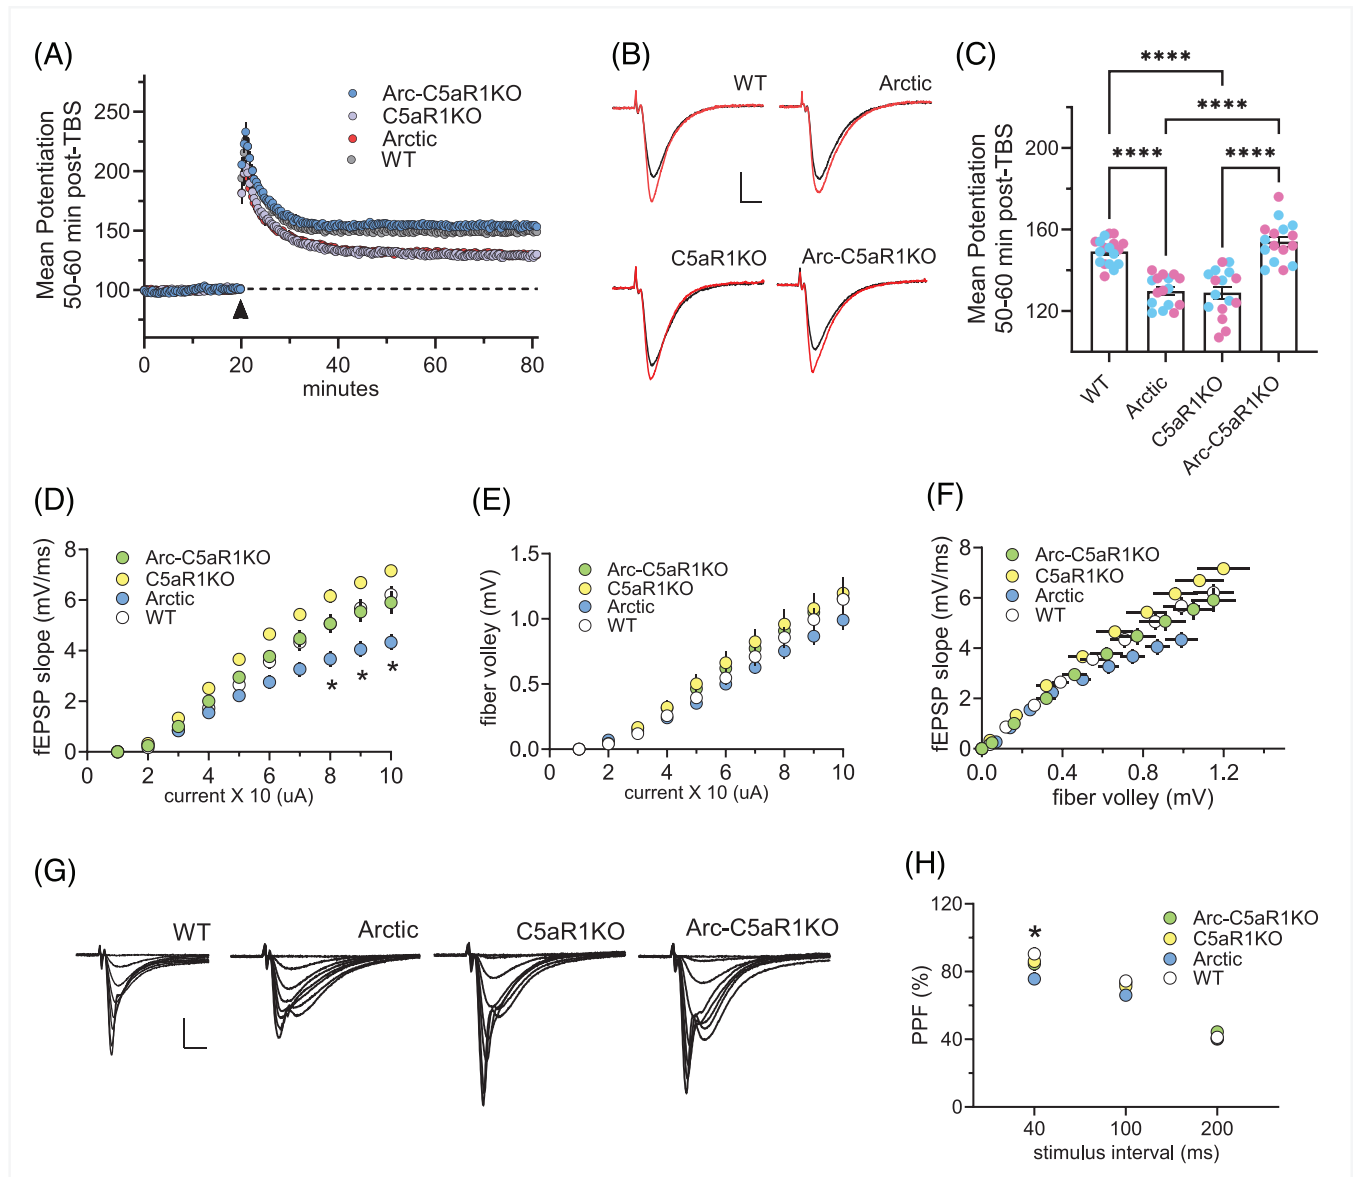 (A)
Mean Potentiation
50-60 min post-TBS
250
200
150
100
0
20
40
60
80
minutes
Arc-C5aR1KO
C5aR1KO
Arctic
WT
(B)
WT
Arctic
C5aR1KO
Arc-C5aR1KO
(C)
Mean Potentiation
50-60 min post-TBS
200
160
120
****
****
****
****
WT
Arctic
C5aR1KO
Arc-C5aR1KO
(D)
fEPSP slope (mV/ms)
8
6
4
2
0
0
2
4
6
8
10
current X 10 (uA)
Arc-C5aR1KO
C5aR1KO
Arctic
WT
*
*
*
(E)
fiber volley (mV)
1.5
1.0
0.5
0.0
0
2
4
6
8
10
current X 10 (uA)
Arc-C5aR1KO
C5aR1KO
Arctic
WT
(F)
fEPSP slope (mV/ms)
8
6
4
2
0
0.0
0.4
0.8
1.2
fiber volley (mV)
Arc-C5aR1KO
C5aR1KO
Arctic
WT
(G)
WT
Arctic
C5aR1KO
Arc-C5aR1KO
(H)
PPF (%)
120
80
40
0
*
40
100
200
stimulus interval (ms)
Arc-C5aR1KO
C5aR1KO
Arctic
WT